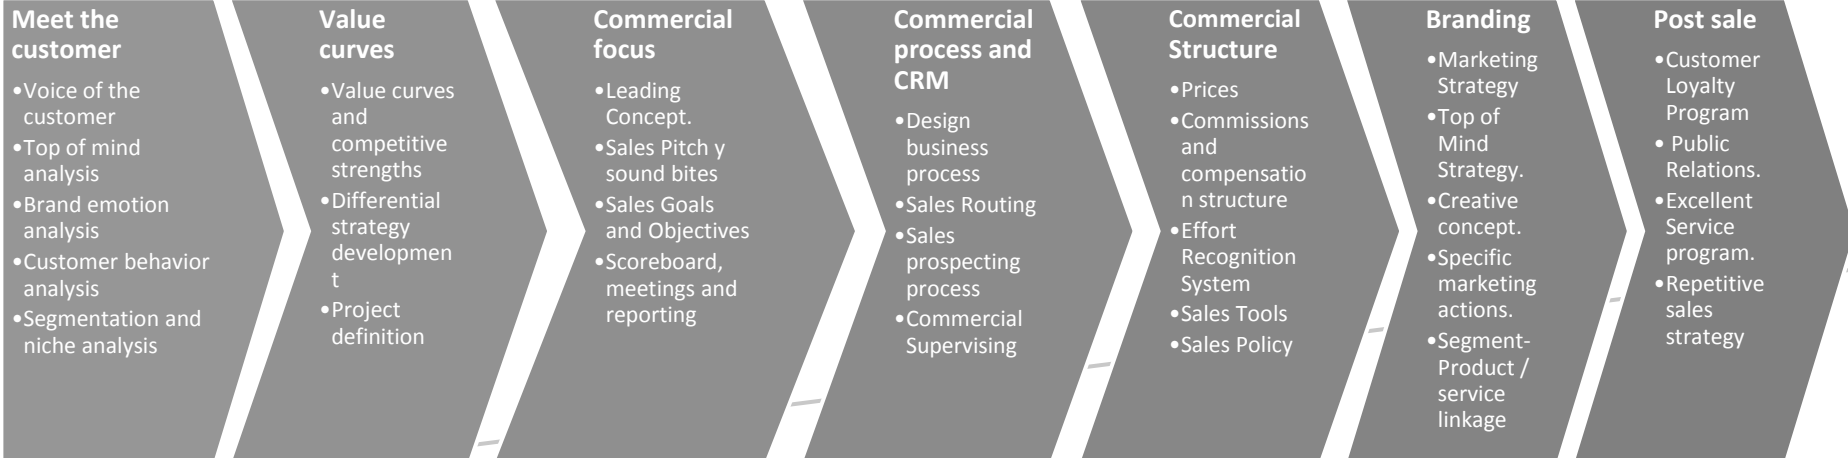 Meet the
customer
•Voice of the
customer
•Top of mind
analysis
•Brand emotion
analysis
•Customer behavior
analysis
•Segmentation and
niche analysis
Value
curves
•Value curves
and
competitive
strengths
•Differential
strategy
developmen
t
•Project
definition
Commercial
focus
•Leading
Concept.
•Sales Pitch y
sound bites
•Sales Goals
and Objectives
•Scoreboard,
meetings and
reporting
Commercial
process and
CRM
•Design
business
process
•Sales Routing
•Sales
prospecting
process
•Commercial
Supervising
Commercial
Structure
•Prices
•Commissions
and
compensatio
n structure
•Effort
Recognition
System
•Sales Tools
•Sales Policy
Branding
•Marketing
Strategy
•Top of
Mind
Strategy.
•Creative
concept.
•Specific
marketing
actions.
•Segment-
Product /
service
linkage
Post sale
•Customer
Loyalty
Program
• Public
Relations.
•Excellent
Service
program.
•Repetitive
sales
strategy